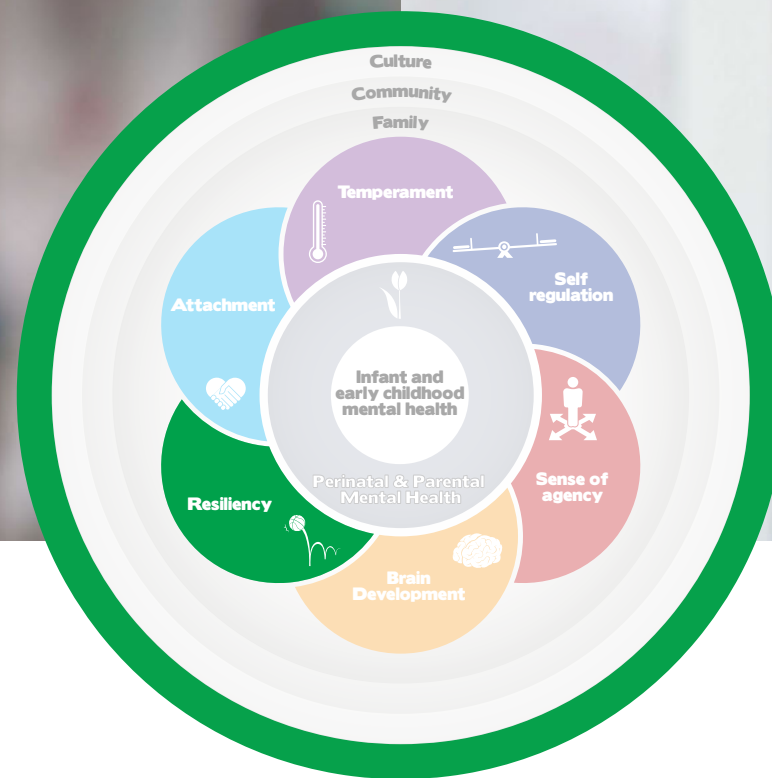 Culture
Community
Family
Temperament
Self
regulation
Attachment
Infant and
early childhood
mental health
Sense of
agency
Perinatal & Parental
Mental Health
Resiliency
Brain
Development